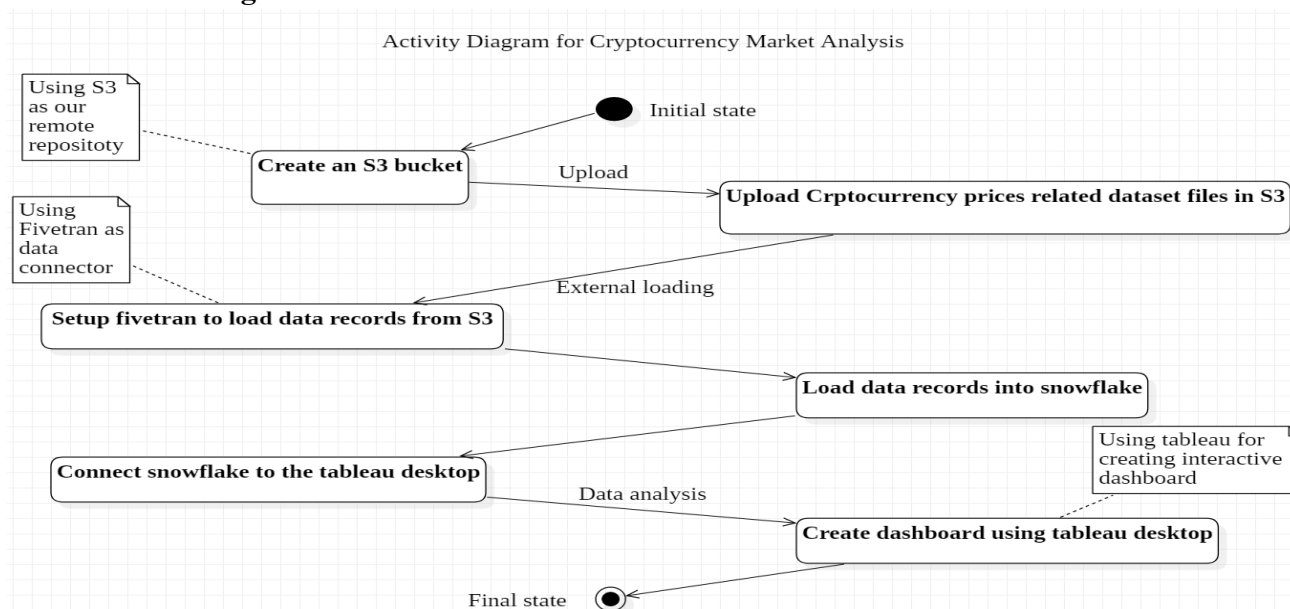 Activity Diagram for Cryptocurrency Market Analysis
Using S3
as our
remote
repositoty
Initial state
Create an S3 bucket
Upload
Upload Crptocurrency prices related dataset files in S3
Using
Fivetran as
data
connector
External loading
Setup fivetran to load data records from S3
Load data records into snowflake
Using tableau for
creating interactive
dashboard
Connect snowflake to the tableau desktop
Data analysis
Create dashboard using tableau desktop
Final state